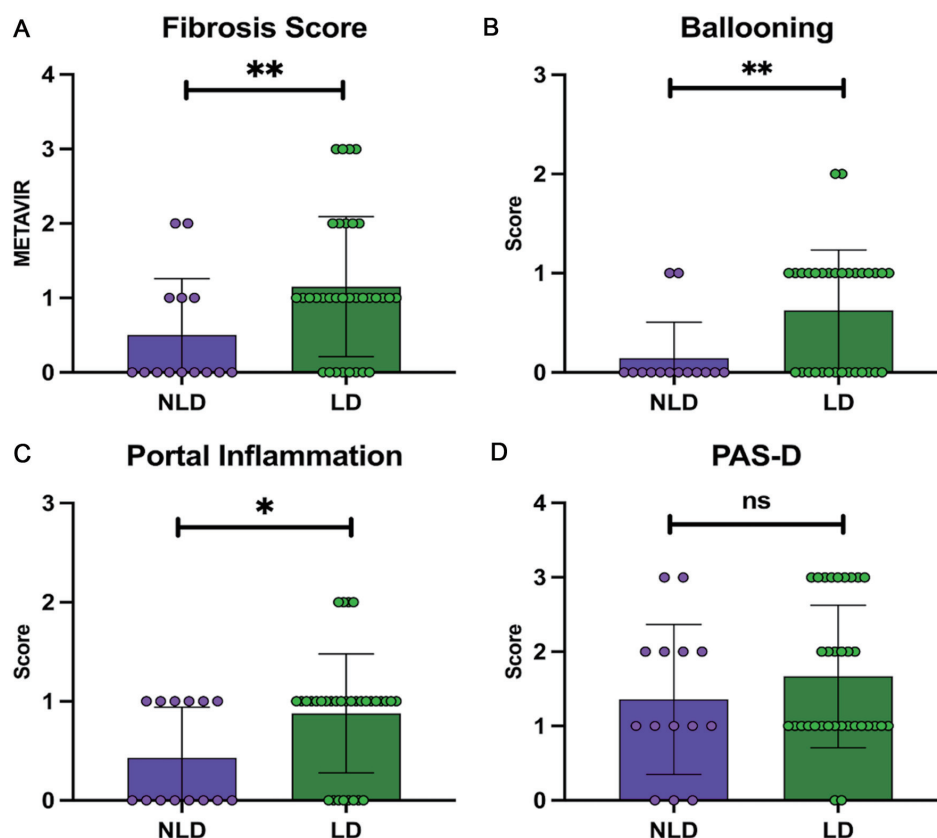 A
Fibrosis Score
**
4
3
2
1
0
METAVIR
NLD
LD
B
Ballooning
**
3
2
1
0
Score
NLD
LD
C
Portal Inflammation
*
3
2
1
0
Score
NLD
LD
D
PAS-D
ns
4
3
2
1
0
Score
NLD
LD